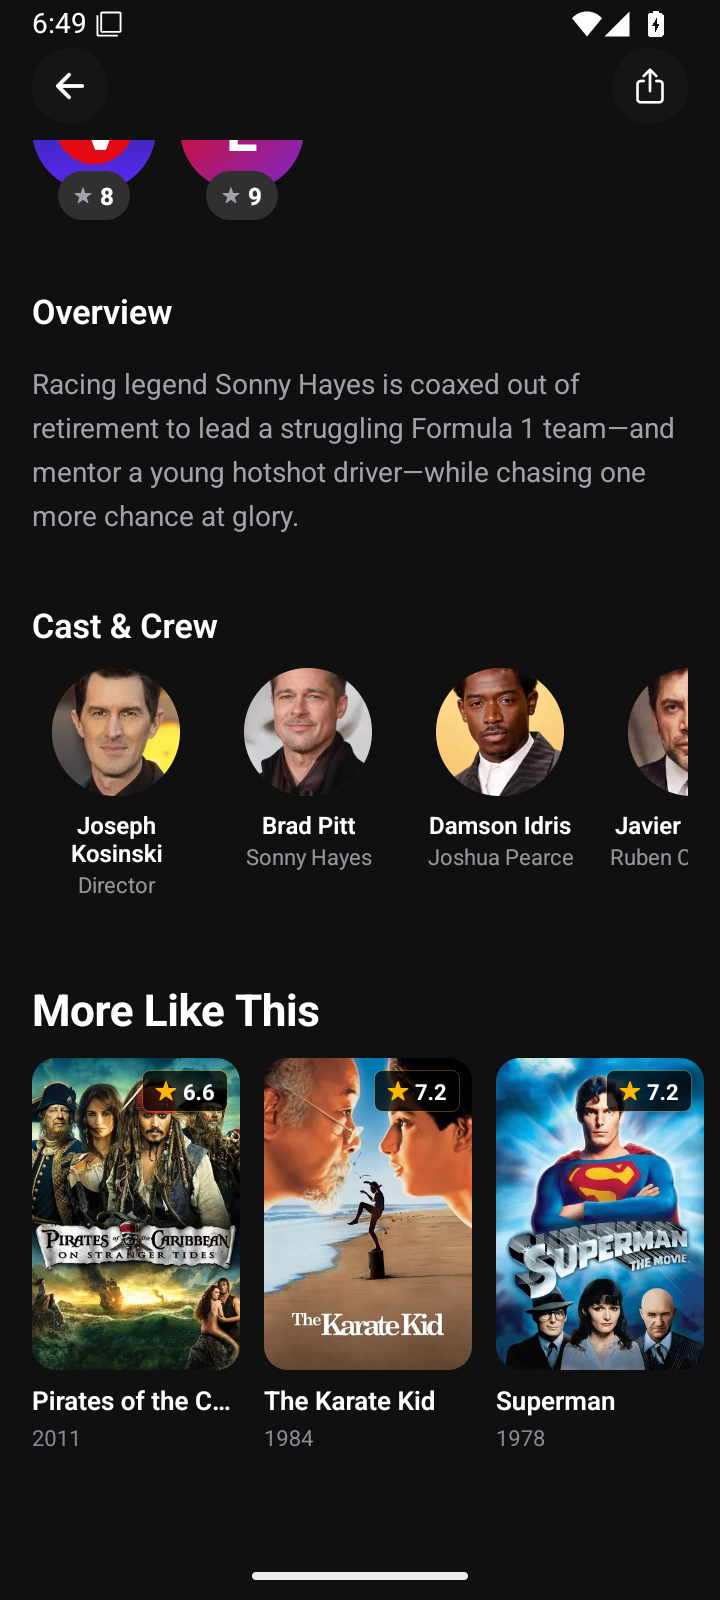 6:49
8
9
Overview
Racing legend Sonny Hayes is coaxed out of
retirement to lead a struggling Formula 1 team—and
mentor a young hotshot driver—while chasing one
more chance at glory.
Cast & Crew
Joseph
Kosinski
Director
Brad Pitt
Sonny Hayes
Damson Idris
Joshua Pearce
Javier
Ruben
More Like This
6.6
PIRATES of the CARIBBEAN
ON STRANGER TIDES
Pirates of the C...
2011
7.2
The Karate Kid
The Karate Kid
1984
7.2
SUPERMAN
THE MOVIE
Superman
1978